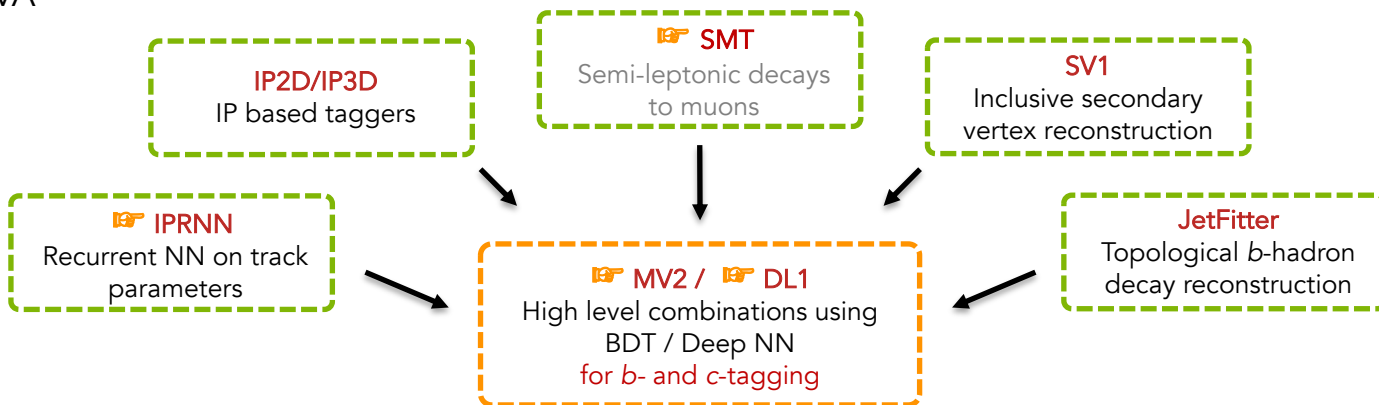 IP2D/IP3D
IP based taggers
☞ SMT
Semi-leptonic decays
to muons
SV1
Inclusive secondary
vertex reconstruction
☞ IPRNN
Recurrent NN on track
parameters
☞ MV2 / ☞ DL1
High level combinations using
BDT / Deep NN
for b- and c-tagging
JetFitter
Topological b-hadron
decay reconstruction